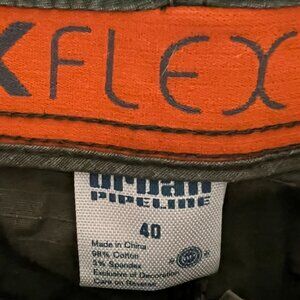 XFLEX
URBAN
PIPELINE
40
Made in China
98% Cotton
2% Spandex
Exclusive of Decoration
Care on Reverse